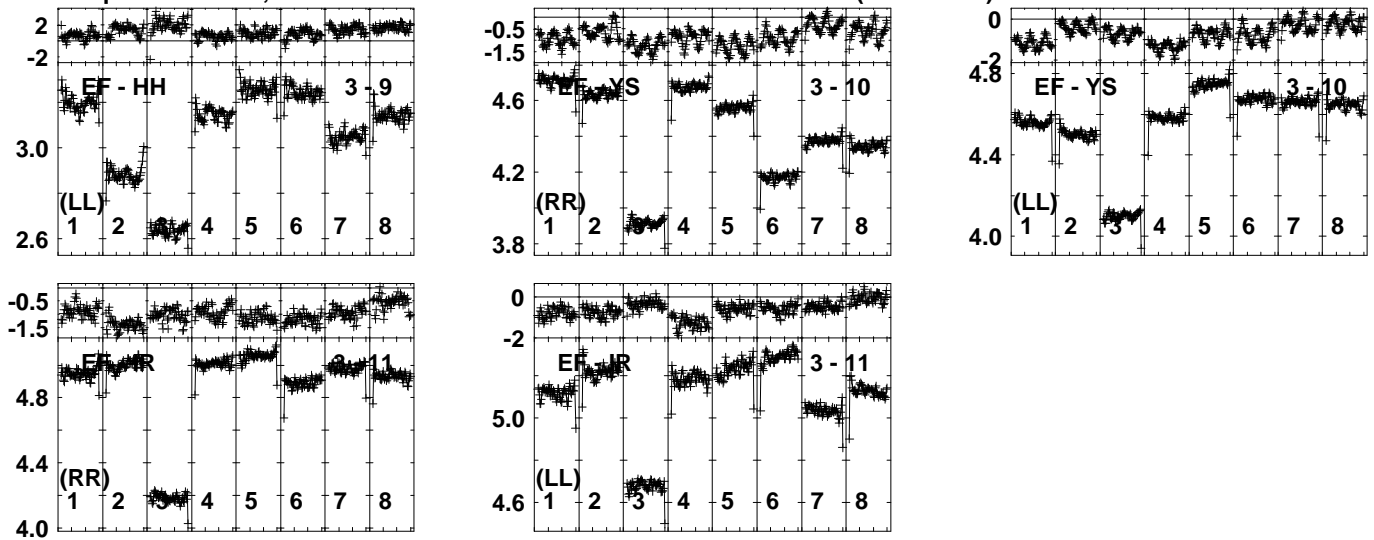 2
-2
EF - HH 3 - 9
3.0
2.6
(LL)
1 2 3 4 5 6 7 8
-0.5
-1.5
EF - YS 3 - 10
4.6
4.2
3.8
(RR)
1 2 3 4 5 6 7 8
0
-2
EF - YS 3 - 10
4.8
4.4
4.0
(LL)
1 2 3 4 5 6 7 8
-0.5
-1.5
EF - IR 3 - 11
4.8
4.4
4.0
(RR)
1 2 3 4 5 6 7 8
0
-2
EF - IR 3 - 11
5.0
4.6
(LL)
1 2 3 4 5 6 7 8